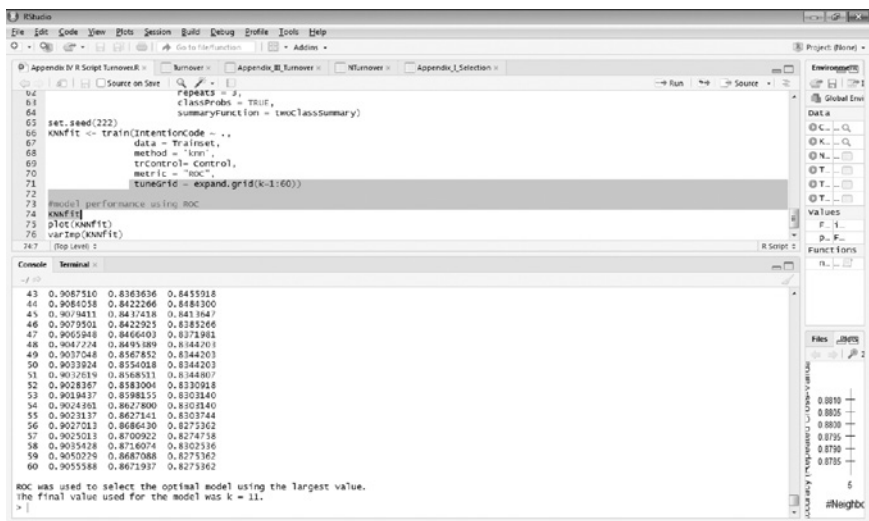 RStudio
File Edit Code View Plots Session Build Debug Profile Tools Help
Go to file/function Addins
Project: (None)
Appendix IV R Script Turnover.R Turnover Appendix_III_Turnover NTurnover Appendix_I_Selection
Source on Save Run Source
62 repeats = 3,
63 classProbs = TRUE,
64 summaryFunction = twoClassSummary)
65 set.seed(222)
66 KNNfit <- train(IntentionCode ~ .,
67 data = Trainset,
68 method = 'knn',
69 trControl= Control,
70 metric = "ROC",
71 tuneGrid = expand.grid(k=1:60))
72
73 #model performance using ROC
74 KNNfit
75 plot(KNNfit)
76 varImp(KNNfit)
74:7 (Top Level) R Script
Console Terminal
~/
43 0.9087510 0.8363636 0.8455918
44 0.9084058 0.8422266 0.8484300
45 0.9079411 0.8437418 0.8413647
46 0.9079501 0.8422925 0.8385266
47 0.9065948 0.8466403 0.8371981
48 0.9047224 0.8495389 0.8344203
49 0.9037048 0.8567852 0.8344203
50 0.9033924 0.8554018 0.8344203
51 0.9032619 0.8568511 0.8344807
52 0.9028367 0.8583004 0.8330918
53 0.9019437 0.8598155 0.8303140
54 0.9024361 0.8627800 0.8303140
55 0.9023137 0.8627141 0.8303744
56 0.9027013 0.8686430 0.8275362
57 0.9025013 0.8700922 0.8274758
58 0.9035428 0.8716074 0.8302536
59 0.9050229 0.8687088 0.8275362
60 0.9055588 0.8671937 0.8275362
ROC was used to select the optimal model using the largest value.
The final value used for the model was k = 11.
>
Environment
Global Envi
Data
C...
K...
N...
T...
T...
T...
values
F... i...
p... F...
Functions
n...
Files
0.8810
0.8805
0.8800
0.8795
0.8790
0.8785
5
#Neighbo